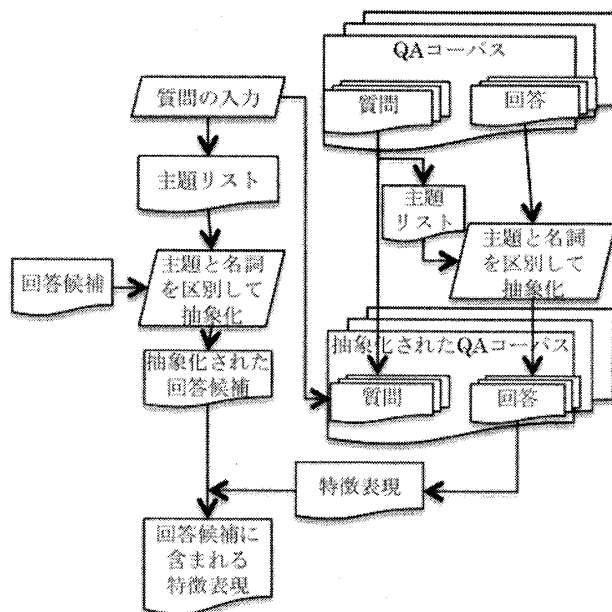 QAコーパス
質問の入力
質問
回答
主題リスト
主題
リスト
主題と名詞
を区別して
抽象化
回答候補
主題と名詞
を区別して
抽象化
抽象化された
回答候補
抽象化されたQAコーパス
質問
回答
特徴表現
回答候補に
含まれる
特徴表現